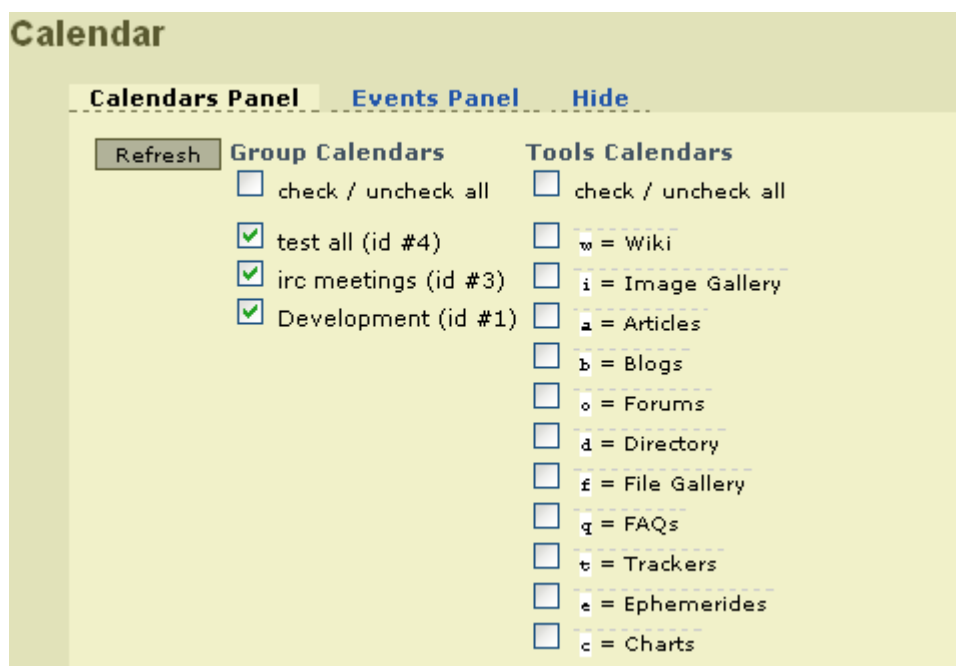 Calendar
Calendars Panel Events Panel Hide
Refresh Group Calendars Tools Calendars
check / uncheck all check / uncheck all
test all (id #4) w = Wiki
irc meetings (id #3) i = Image Gallery
Development (id #1) a = Articles
b = Blogs
o = Forums
d = Directory
f = File Gallery
q = FAQs
t = Trackers
e = Ephemerides
c = Charts